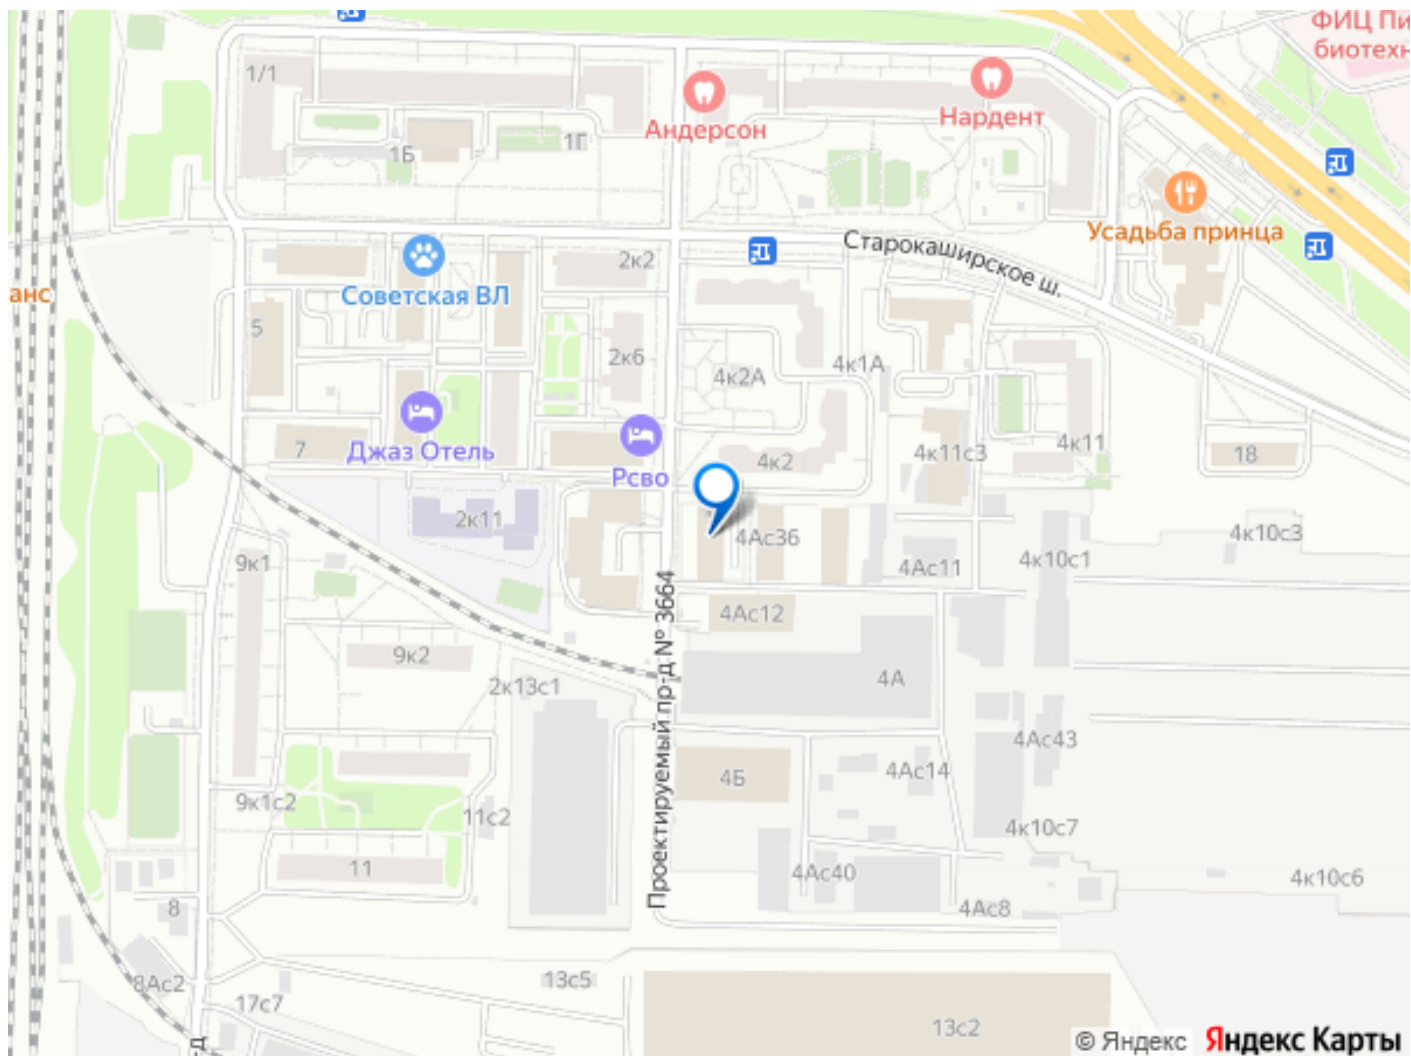 ФИЦ Пи
биотехн
1/1
Андерсон
Нардент
1Б
1Г
Усадьба принца
Старокаширское ш.
2к2
анс
Советская ВЛ
5
2к6
4к2А
4к1А
7
Джаз Отель
Рсво
4к2
4к11с3
4к11
18
2к11
4Ас36
4к10с3
9к1
4Ас11
4к10с1
4Ас12
Проектируемый пр-д № 3664
9к2
2к13с1
4А
4Ас43
4Б
4Ас14
9к1с2
11с2
4к10с7
11
4Ас40
4к10с6
8
4Ас8
8Ас2
13с5
17с7
13с2
-д
© Яндекс Яндекс Карты